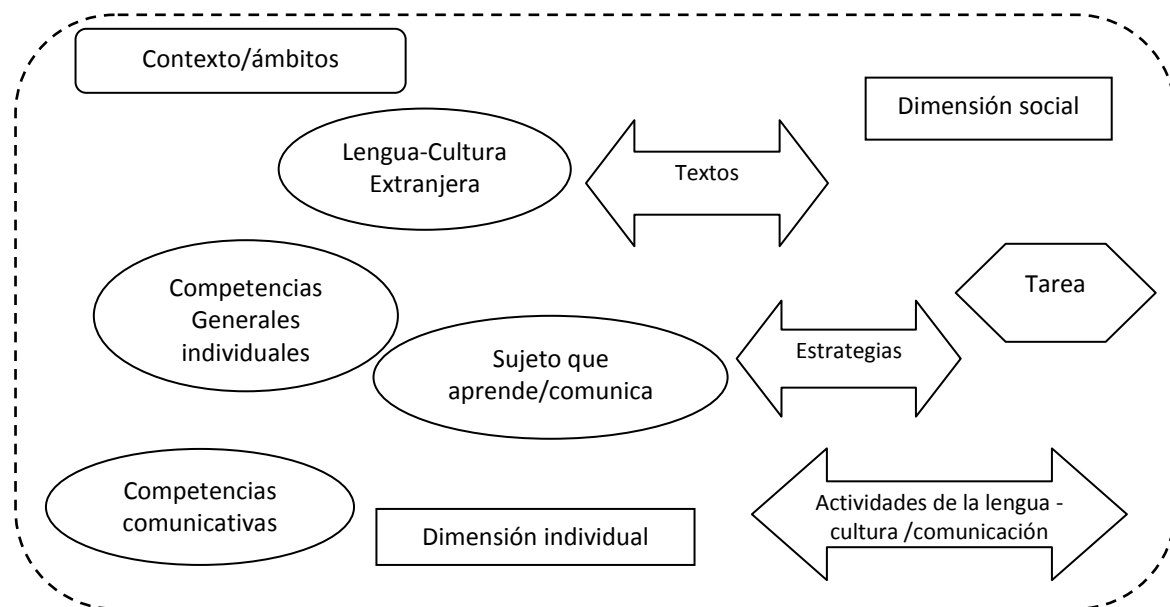 Contexto/ámbitos
Dimensión social
Lengua-Cultura
Extranjera
Textos
Competencias
Generales
individuales
Tarea
Sujeto que
aprende/comunica
Estrategias
Competencias
comunicativas
Dimensión individual
Actividades de la lengua -
cultura /comunicación